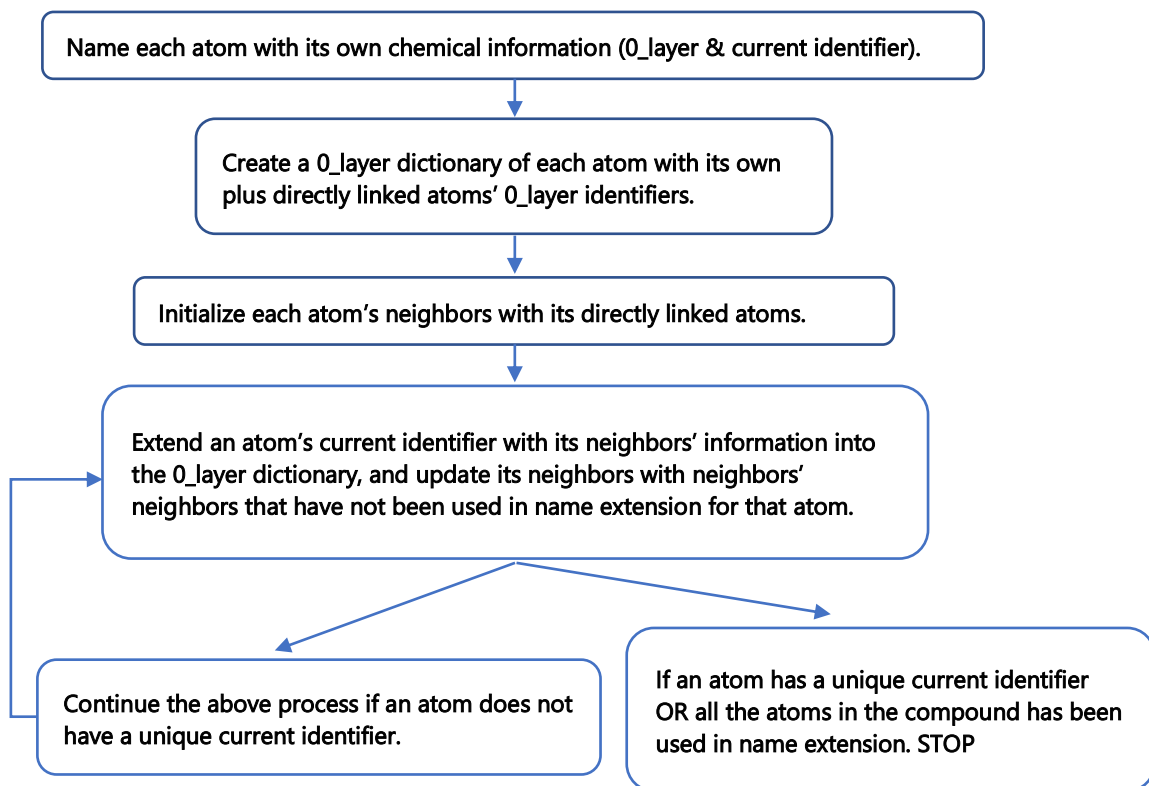 Name each atom with its own chemical information (0_layer & current identifier).
Create a 0_layer dictionary of each atom with its own
plus directly linked atoms’ 0_layer identifiers.
Initialize each atom’s neighbors with its directly linked atoms.
Extend an atom’s current identifier with its neighbors’ information into
the 0_layer dictionary, and update its neighbors with neighbors’
neighbors that have not been used in name extension for that atom.
Continue the above process if an atom does not
have a unique current identifier.
If an atom has a unique current identifier
OR all the atoms in the compound has been
used in name extension. STOP